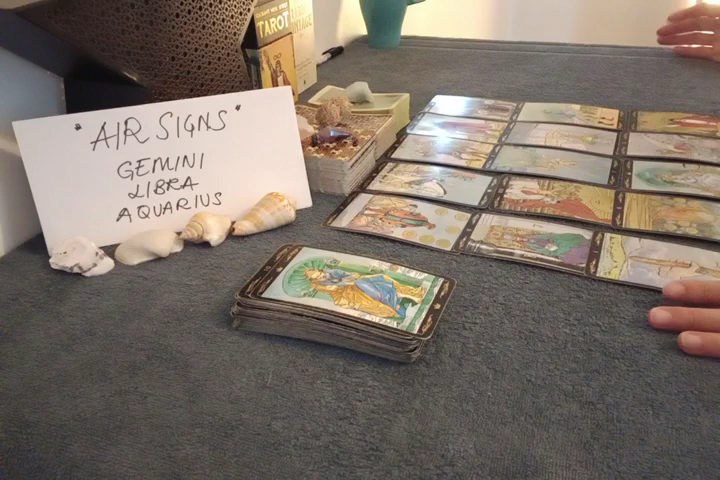 "AIR SIGNS"
GEMINI
LIBRA
AQUARIUS
TAROT